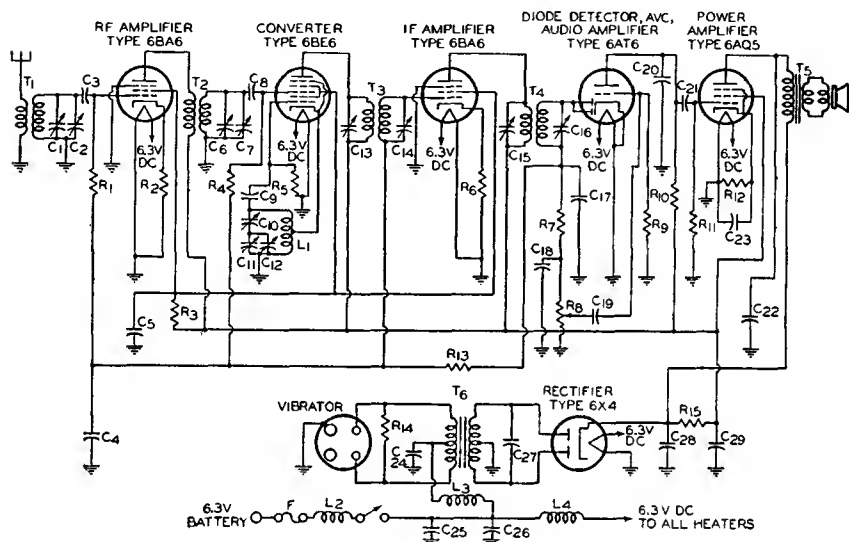 RF AMPLIFIER
TYPE 6BA6
CONVERTER
TYPE 6BE6
IF AMPLIFIER
TYPE 6BA6
DIODE DETECTOR, AVC,
AUDIO AMPLIFIER
TYPE 6AT6
POWER
AMPLIFIER
TYPE 6AQ5
T1
C3
T2
C8
T3
T4
C20
C21
T5
6.3V
DC
6.3V
DC
6.3V
DC
6.3V
DC
6.3V
DC
C1
C2
C6
C7
C13
C14
C15
C16
R1
R2
R4
R5
C9
C10
L1
C11
C12
R6
C17
R7
C18
R8
C19
R9
R10
R11
R12
C23
C5
R3
C22
R13
C4
VIBRATOR
R14
T6
C24
C27
RECTIFIER
TYPE 6X4
6.3V
DC
R15
C28
C29
L3
6.3V
BATTERY
F
L2
C25
C26
L4
6.3V DC
TO ALL HEATERS